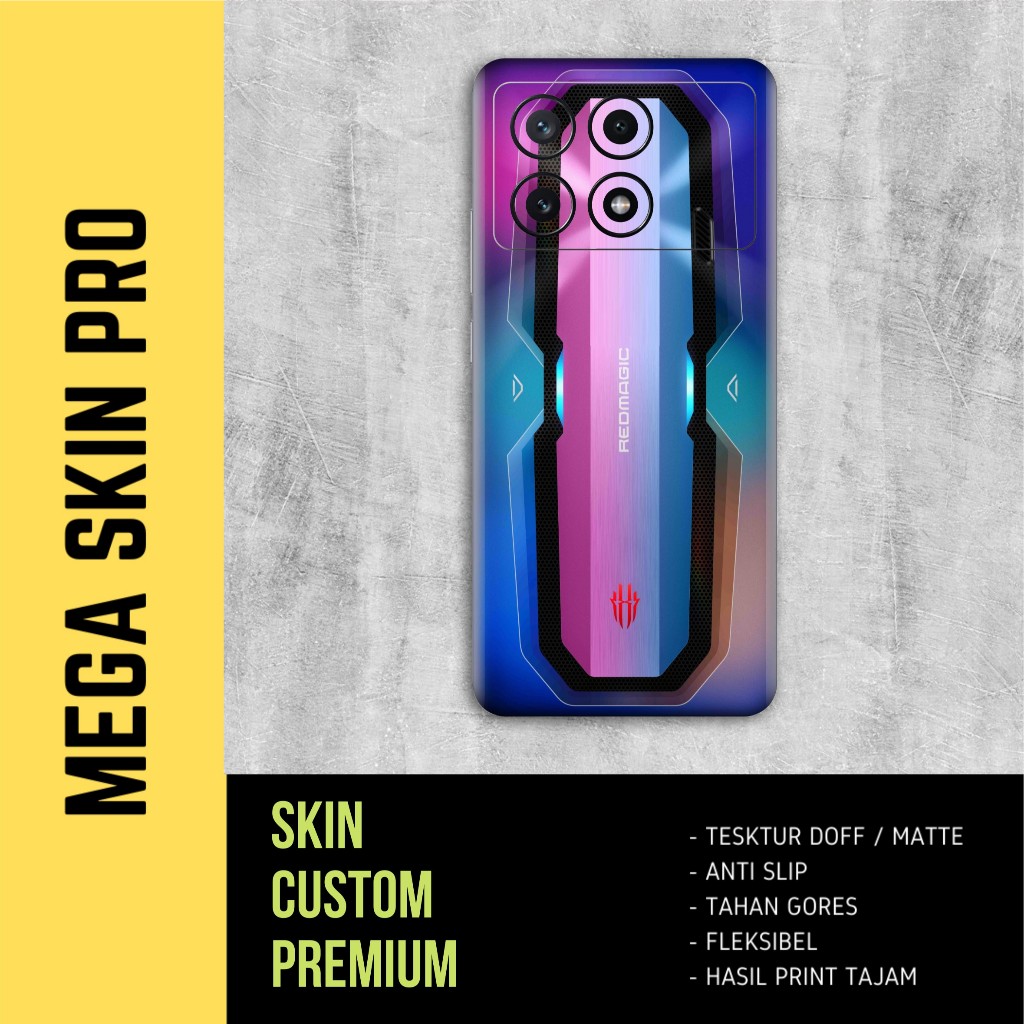 MEGA SKIN PRO
REDMAGIC
SKIN
CUSTOM
PREMIUM
- TESKTUR DOFF / MATTE
- ANTI SLIP
- TAHAN GORES
- FLEKSIBEL
- HASIL PRINT TAJAM